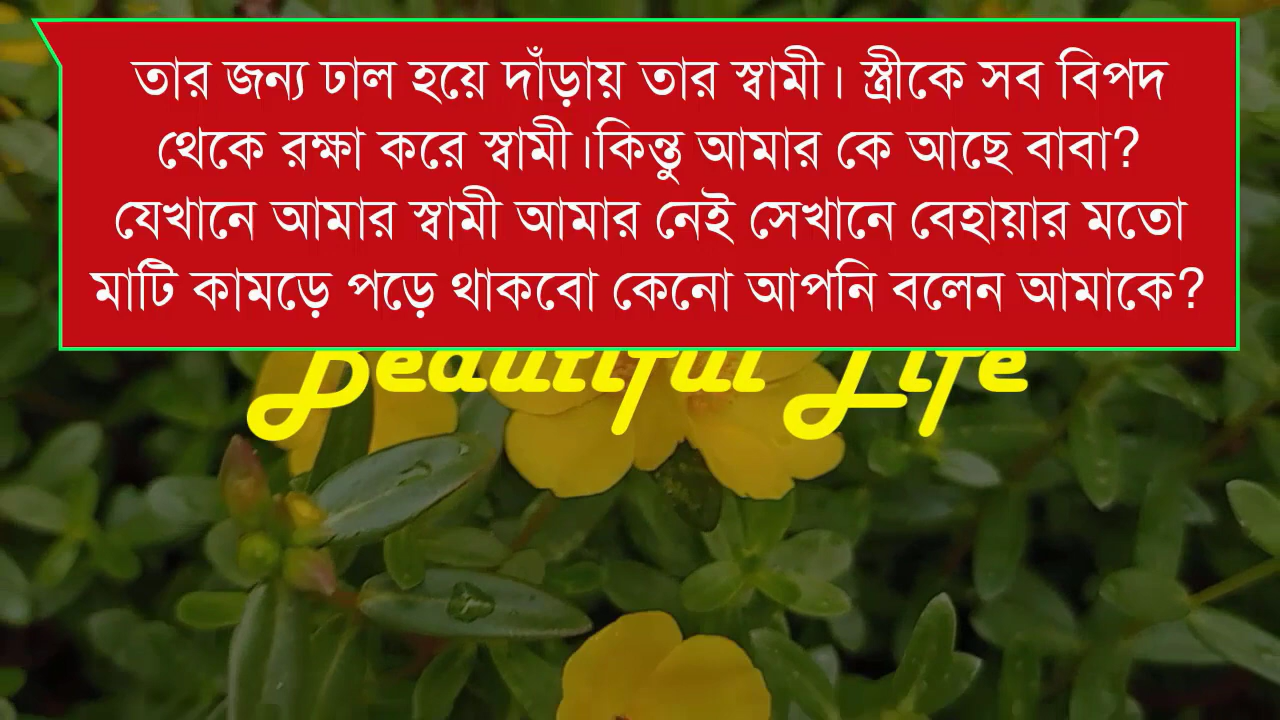 তার জন্য ঢাল হয়ে দাঁড়ায় তার স্বামী। স্ত্রীকে সব বিপদ
থেকে রক্ষা করে স্বামী।কিন্তু আমার কে আছে বাবা?
যেখানে আমার স্বামী আমার নেই সেখানে বেহায়ার মতো
মাটি কামড়ে পড়ে থাকবো কেনো আপনি বলেন আমাকে?
Beautiful Life